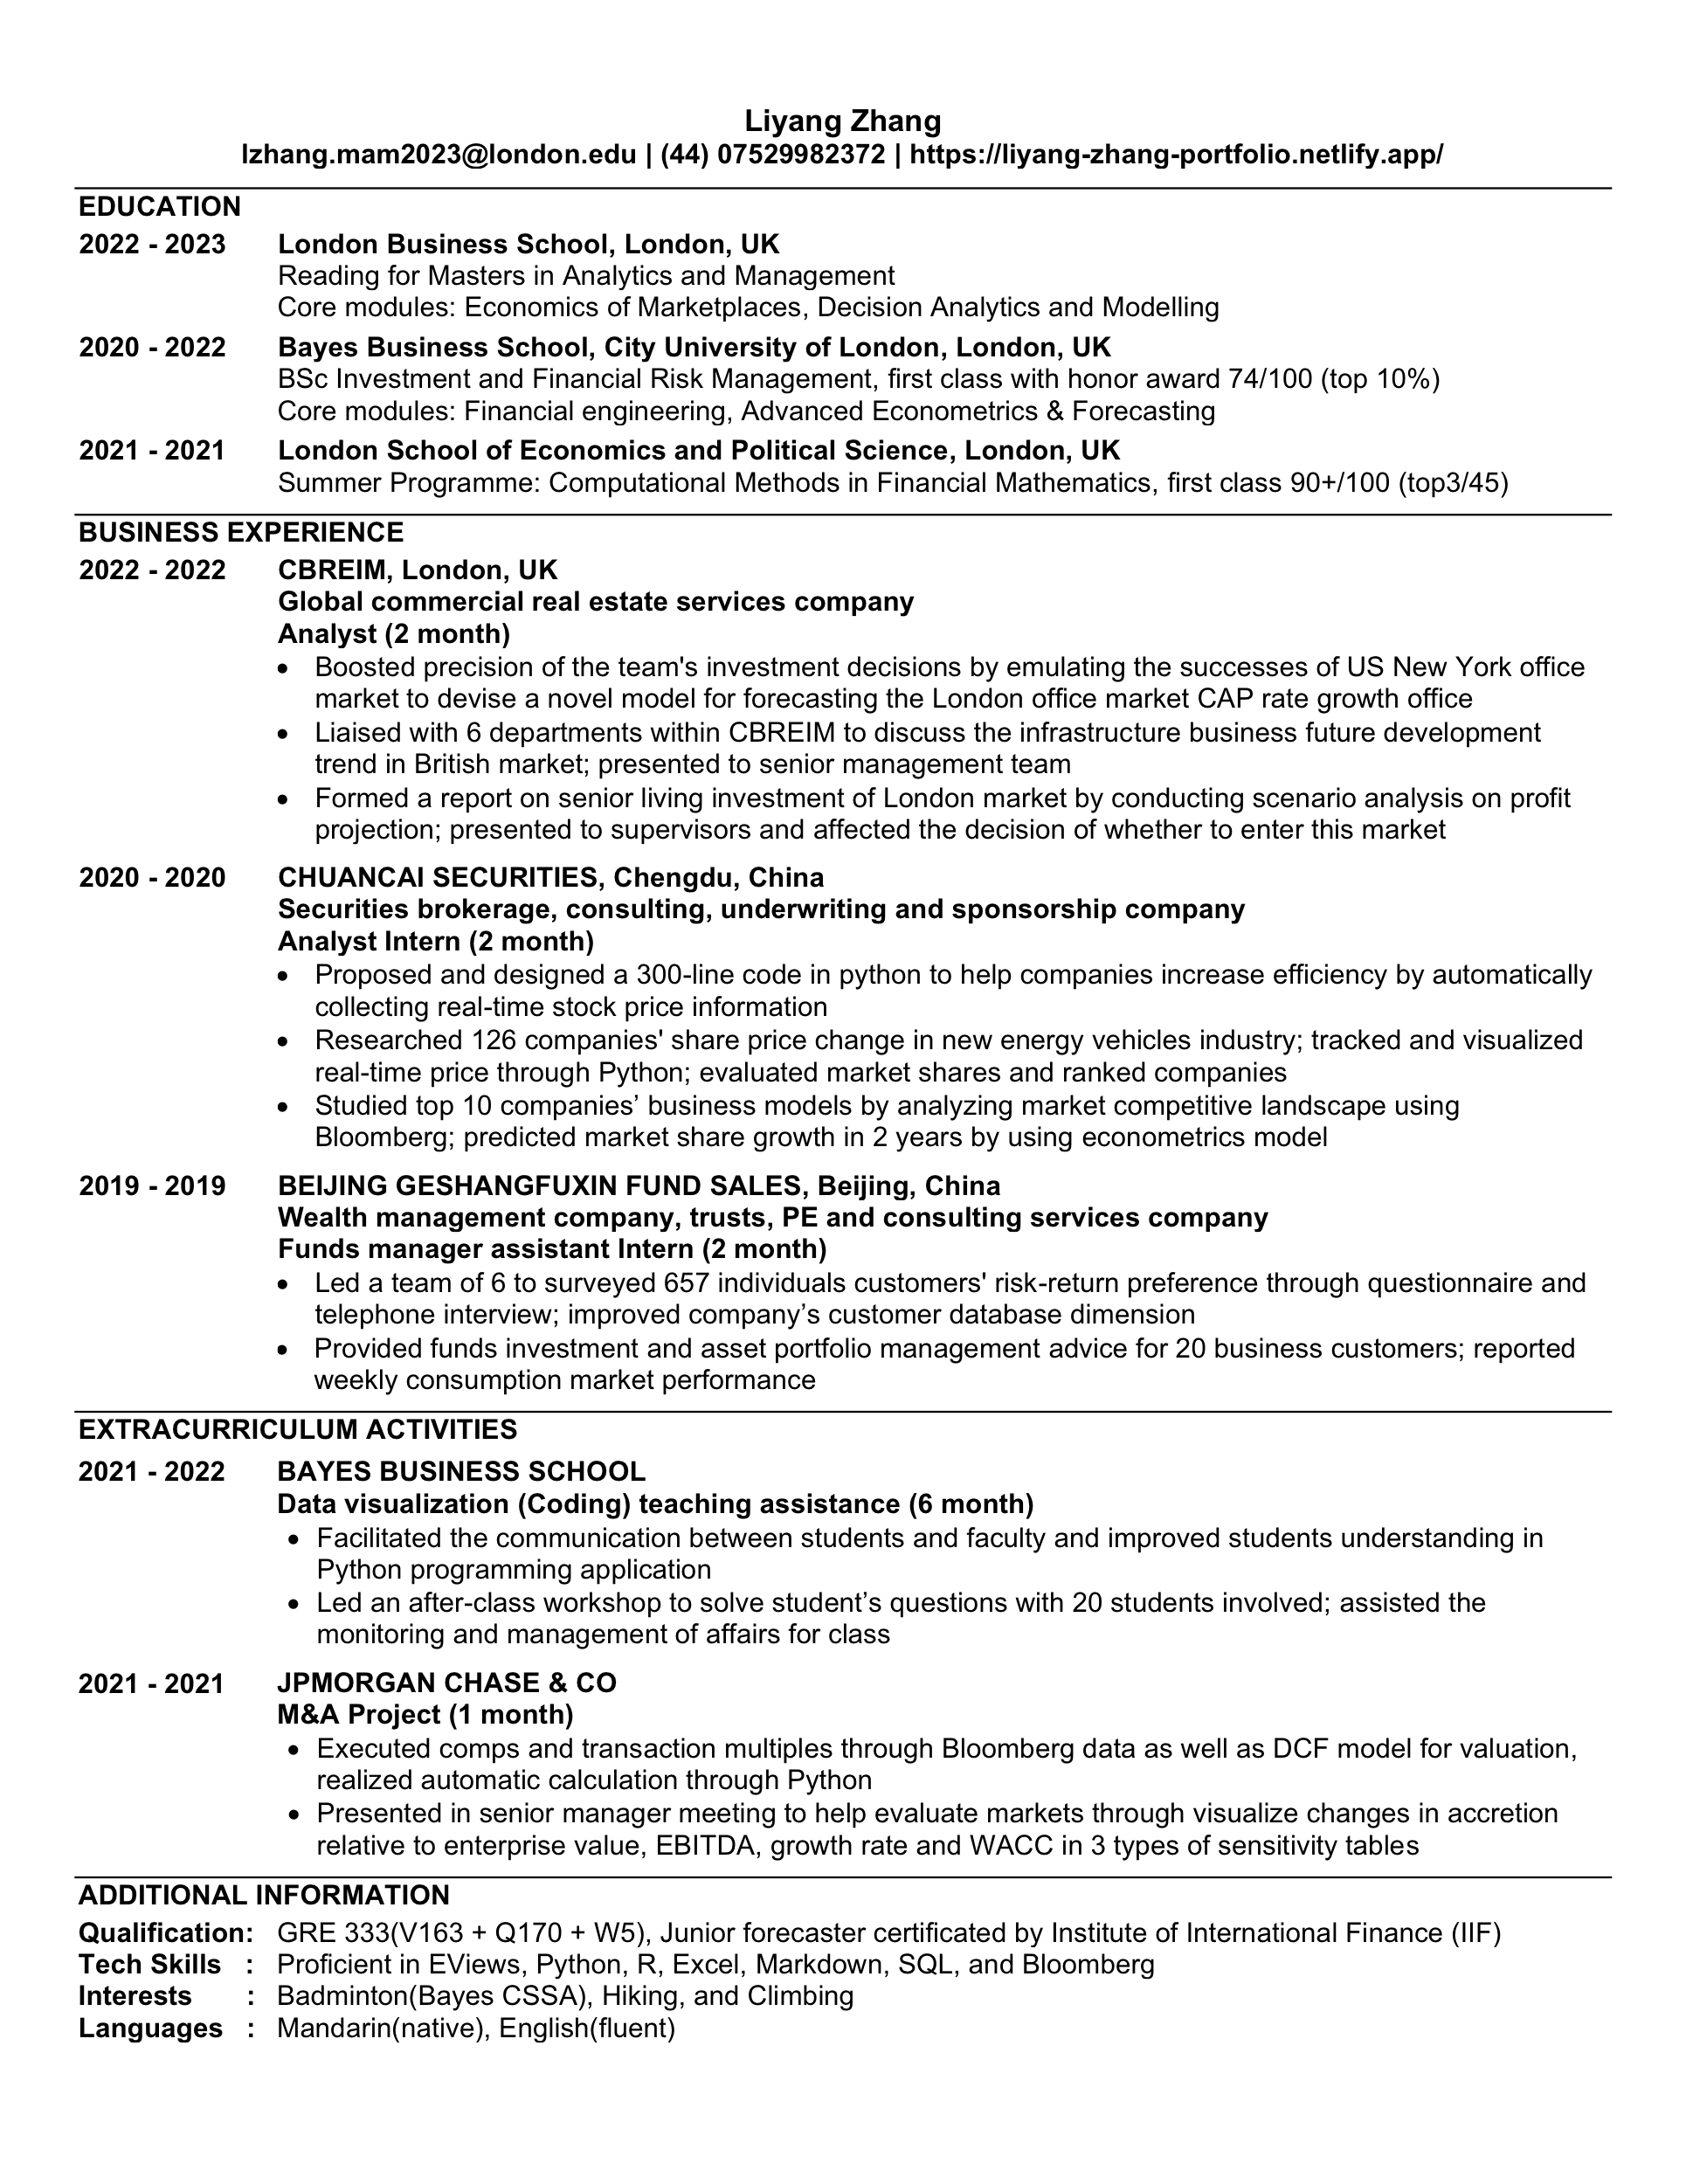 Liyang Zhang
lzhang.mam2023@london.edu | (44) 07529982372 | https://liyang-zhang-portfolio.netlify.app/
EDUCATION
2022 - 2023 London Business School, London, UK
Reading for Masters in Analytics and Management
Core modules: Economics of Marketplaces, Decision Analytics and Modelling
2020 - 2022 Bayes Business School, City University of London, London, UK
BSc Investment and Financial Risk Management, first class with honor award 74/100 (top 10%)
Core modules: Financial engineering, Advanced Econometrics & Forecasting
2021 - 2021 London School of Economics and Political Science, London, UK
Summer Programme: Computational Methods in Financial Mathematics, first class 90+/100 (top3/45)
BUSINESS EXPERIENCE
2022 - 2022 CBREIM, London, UK
Global commercial real estate services company
Analyst (2 month)
• Boosted precision of the team's investment decisions by emulating the successes of US New York office
market to devise a novel model for forecasting the London office market CAP rate growth office
• Liaised with 6 departments within CBREIM to discuss the infrastructure business future development
trend in British market; presented to senior management team
• Formed a report on senior living investment of London market by conducting scenario analysis on profit
projection; presented to supervisors and affected the decision of whether to enter this market
2020 - 2020 CHUANCAI SECURITIES, Chengdu, China
Securities brokerage, consulting, underwriting and sponsorship company
Analyst Intern (2 month)
• Proposed and designed a 300-line code in python to help companies increase efficiency by automatically
collecting real-time stock price information
• Researched 126 companies' share price change in new energy vehicles industry; tracked and visualized
real-time price through Python; evaluated market shares and ranked companies
• Studied top 10 companies’ business models by analyzing market competitive landscape using
Bloomberg; predicted market share growth in 2 years by using econometrics model
2019 - 2019 BEIJING GESHANGFUXIN FUND SALES, Beijing, China
Wealth management company, trusts, PE and consulting services company
Funds manager assistant Intern (2 month)
• Led a team of 6 to surveyed 657 individuals customers' risk-return preference through questionnaire and
telephone interview; improved company’s customer database dimension
• Provided funds investment and asset portfolio management advice for 20 business customers; reported
weekly consumption market performance
EXTRACURRICULUM ACTIVITIES
2021 - 2022 BAYES BUSINESS SCHOOL
Data visualization (Coding) teaching assistance (6 month)
• Facilitated the communication between students and faculty and improved students understanding in
Python programming application
• Led an after-class workshop to solve student’s questions with 20 students involved; assisted the
monitoring and management of affairs for class
2021 - 2021 JPMORGAN CHASE & CO
M&A Project (1 month)
• Executed comps and transaction multiples through Bloomberg data as well as DCF model for valuation,
realized automatic calculation through Python
• Presented in senior manager meeting to help evaluate markets through visualize changes in accretion
relative to enterprise value, EBITDA, growth rate and WACC in 3 types of sensitivity tables
ADDITIONAL INFORMATION
Qualification: GRE 333(V163 + Q170 + W5), Junior forecaster certificated by Institute of International Finance (IIF)
Tech Skills : Proficient in EViews, Python, R, Excel, Markdown, SQL, and Bloomberg
Interests : Badminton(Bayes CSSA), Hiking, and Climbing
Languages : Mandarin(native), English(fluent)